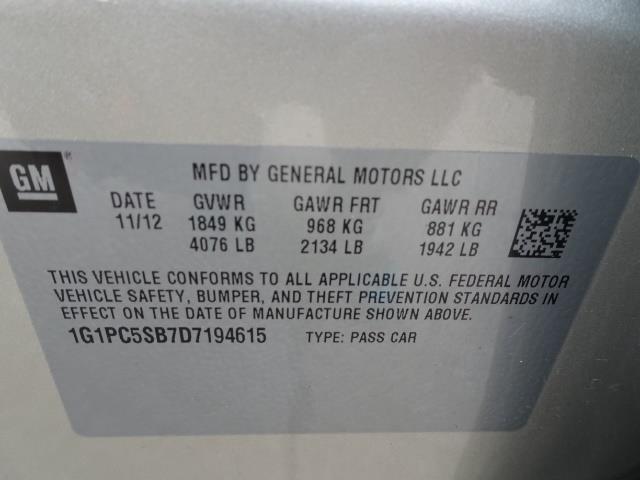 GM
MFD BY GENERAL MOTORS LLC
DATE GVWR GAWR FRT GAWR RR
11/12 1849 KG 968 KG 881 KG
4076 LB 2134 LB 1942 LB
THIS VEHICLE CONFORMS TO ALL APPLICABLE U.S. FEDERAL MOTOR
VEHICLE SAFETY, BUMPER, AND THEFT PREVENTION STANDARDS IN
EFFECT ON THE DATE OF MANUFACTURE SHOWN ABOVE.
1G1PC5SB7D7194615 TYPE: PASS CAR